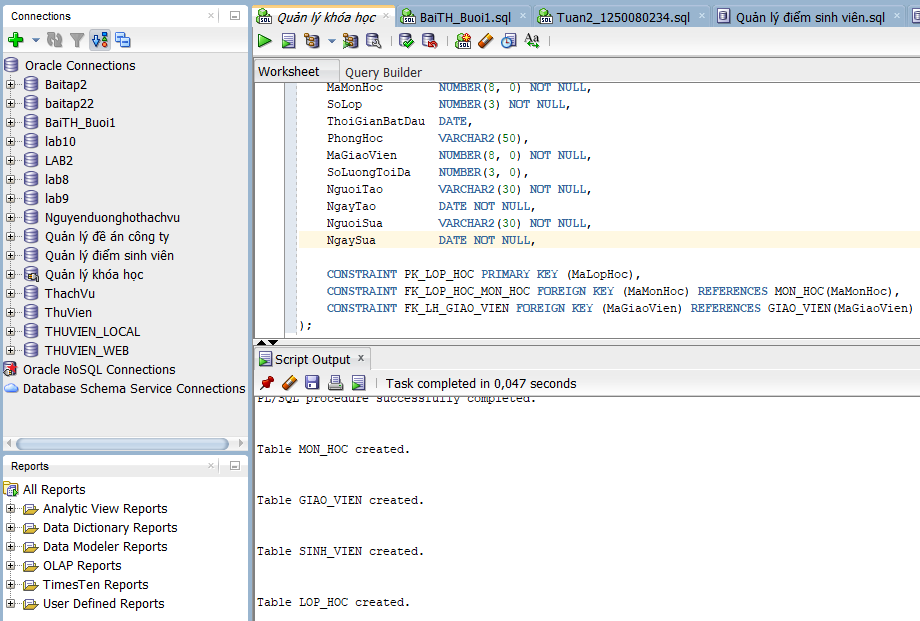 Connections
Oracle Connections
Baitap2
baitap22
BaiTH_Buoi1
lab10
LAB2
lab8
lab9
Nguyenduonghothachvu
Quản lý đề án công ty
Quản lý điểm sinh viên
Quản lý khóa học
ThachVu
ThuVien
THUVIEN_LOCAL
THUVIEN_WEB
Oracle NoSQL Connections
Database Schema Service Connections
Reports
All Reports
Analytic View Reports
Data Dictionary Reports
Data Modeler Reports
OLAP Reports
TimesTen Reports
User Defined Reports
Quản lý khóa học BaiTH_Buoi1.sql Tuan2_1250080234.sql Quản lý điểm sinh viên.sql
Worksheet Query Builder
MaMonHoc NUMBER(8, 0) NOT NULL,
SoLop NUMBER(3) NOT NULL,
ThoiGianBatDau DATE,
PhongHoc VARCHAR2(50),
MaGiaoVien NUMBER(8, 0) NOT NULL,
SoLuongToiDa NUMBER(3, 0),
NguoiTao VARCHAR2(30) NOT NULL,
NgayTao DATE NOT NULL,
NguoiSua VARCHAR2(30) NOT NULL,
NgaySua DATE NOT NULL,
CONSTRAINT PK_LOP_HOC PRIMARY KEY (MaLopHoc),
CONSTRAINT FK_LOP_HOC_MON_HOC FOREIGN KEY (MaMonHoc) REFERENCES MON_HOC(MaMonHoc),
CONSTRAINT FK_LH_GIAO_VIEN FOREIGN KEY (MaGiaoVien) REFERENCES GIAO_VIEN(MaGiaoVien)
);
Script Output
Task completed in 0,047 seconds
PL/SQL procedure successfully completed.
Table MON_HOC created.
Table GIAO_VIEN created.
Table SINH_VIEN created.
Table LOP_HOC created.